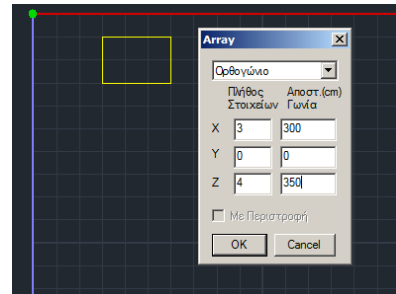 Array
Ορθογώνιο
Πλήθος Αποστ.(cm)
Στοιχείων Γωνία
X 3 300
Y 0 0
Z 4 350
Με Περιστροφή
OK Cancel